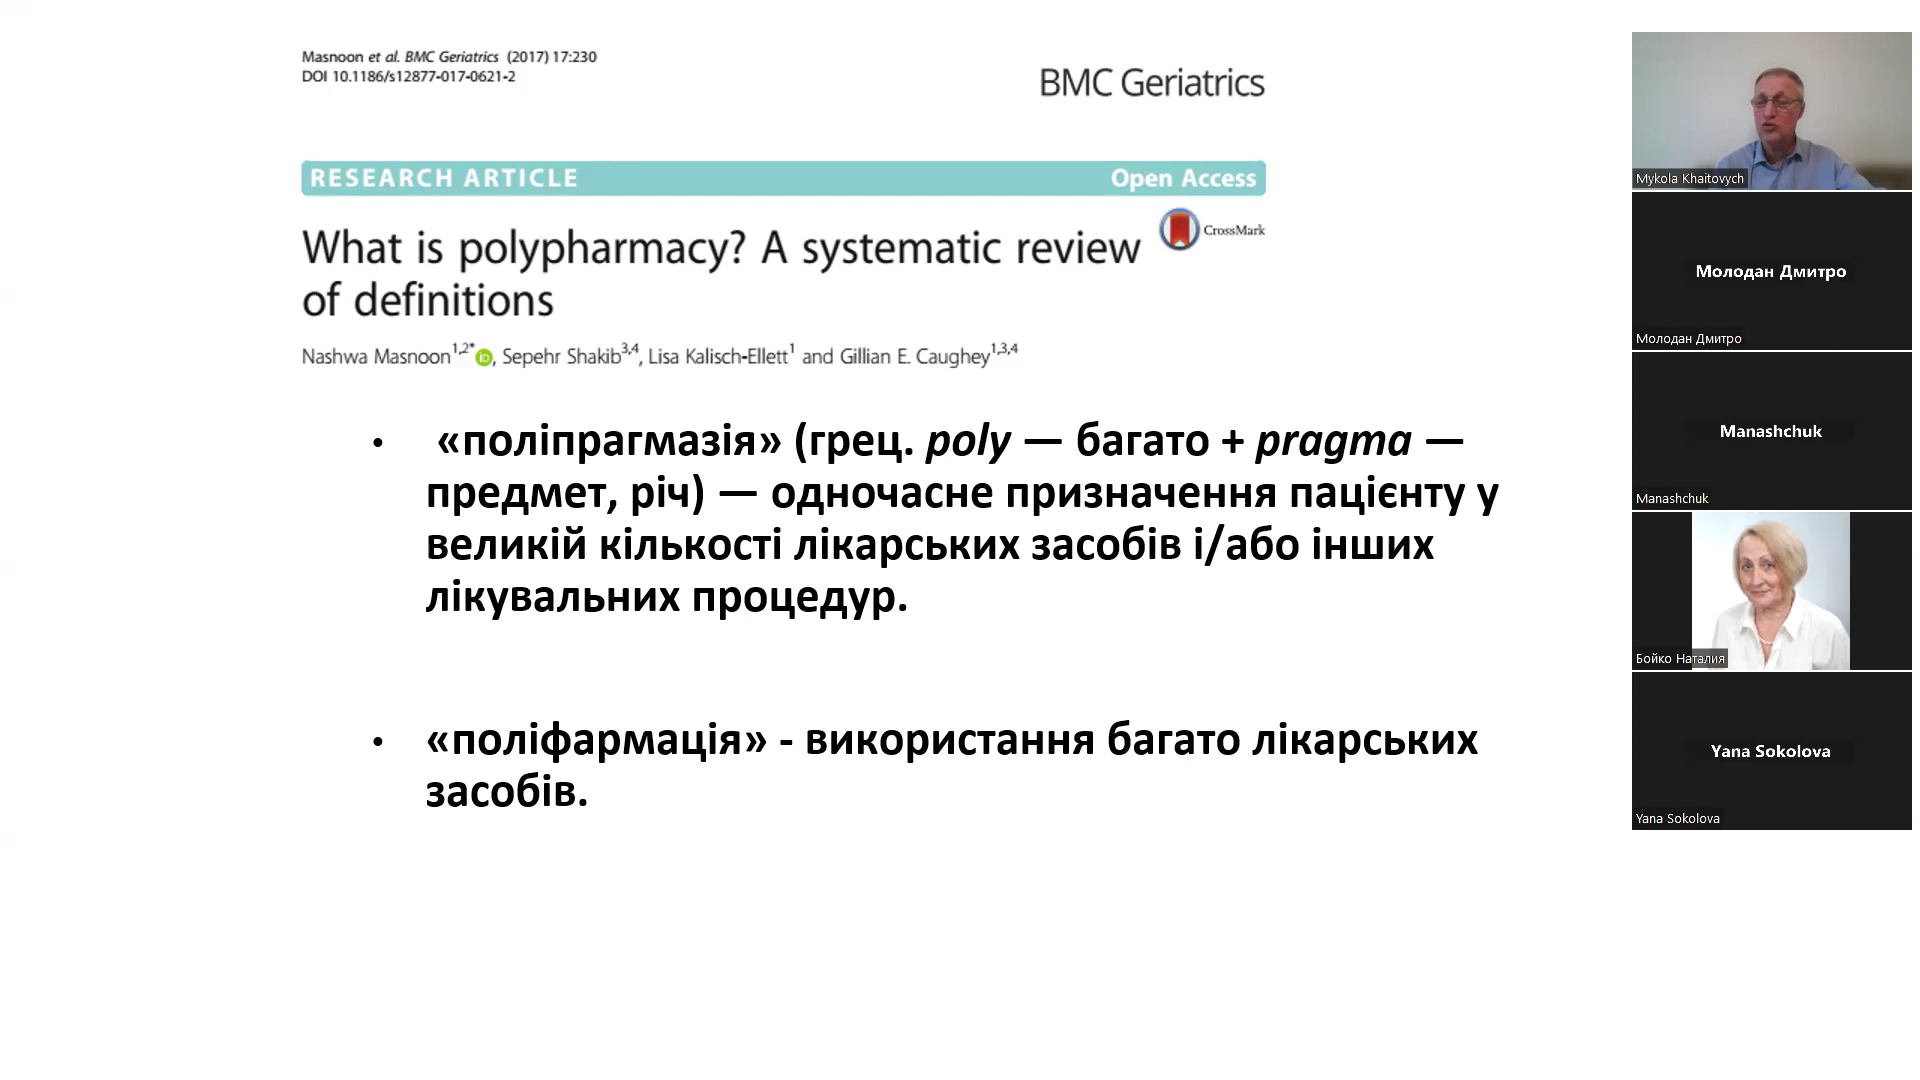 Masnoon et al. BMC Geriatrics (2017) 17:230
DOI 10.1186/s12877-017-0621-2
BMC Geriatrics
RESEARCH ARTICLE
Open Access
What is polypharmacy? A systematic review
of definitions
CrossMark
Nashwa Masnoon1,2*, Sepehr Shakib3,4, Lisa Kalisch-Ellett1 and Gillian E. Caughey1,3,4
• «поліпрагмазія» (грец. poly — багато + pragma —
предмет, річ) — одночасне призначення пацієнту у
великій кількості лікарських засобів і/або інших
лікувальних процедур.
• «поліфармація» - використання багато лікарських
засобів.
Mykola Khaitovych
Молодан Дмитро
Молодан Дмитро
Manashchuk
Manashchuk
Бойко Наталия
Yana Sokolova
Yana Sokolova